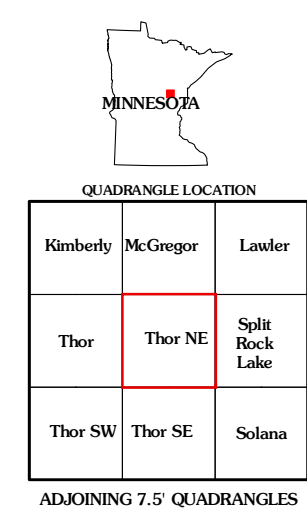 MINNESOTA
QUADRANGLE LOCATION
Kimberly
McGregor
Lawler
Thor
Thor NE
Split
Rock
Lake
Thor SW
Thor SE
Solana
ADJOINING 7.5' QUADRANGLES